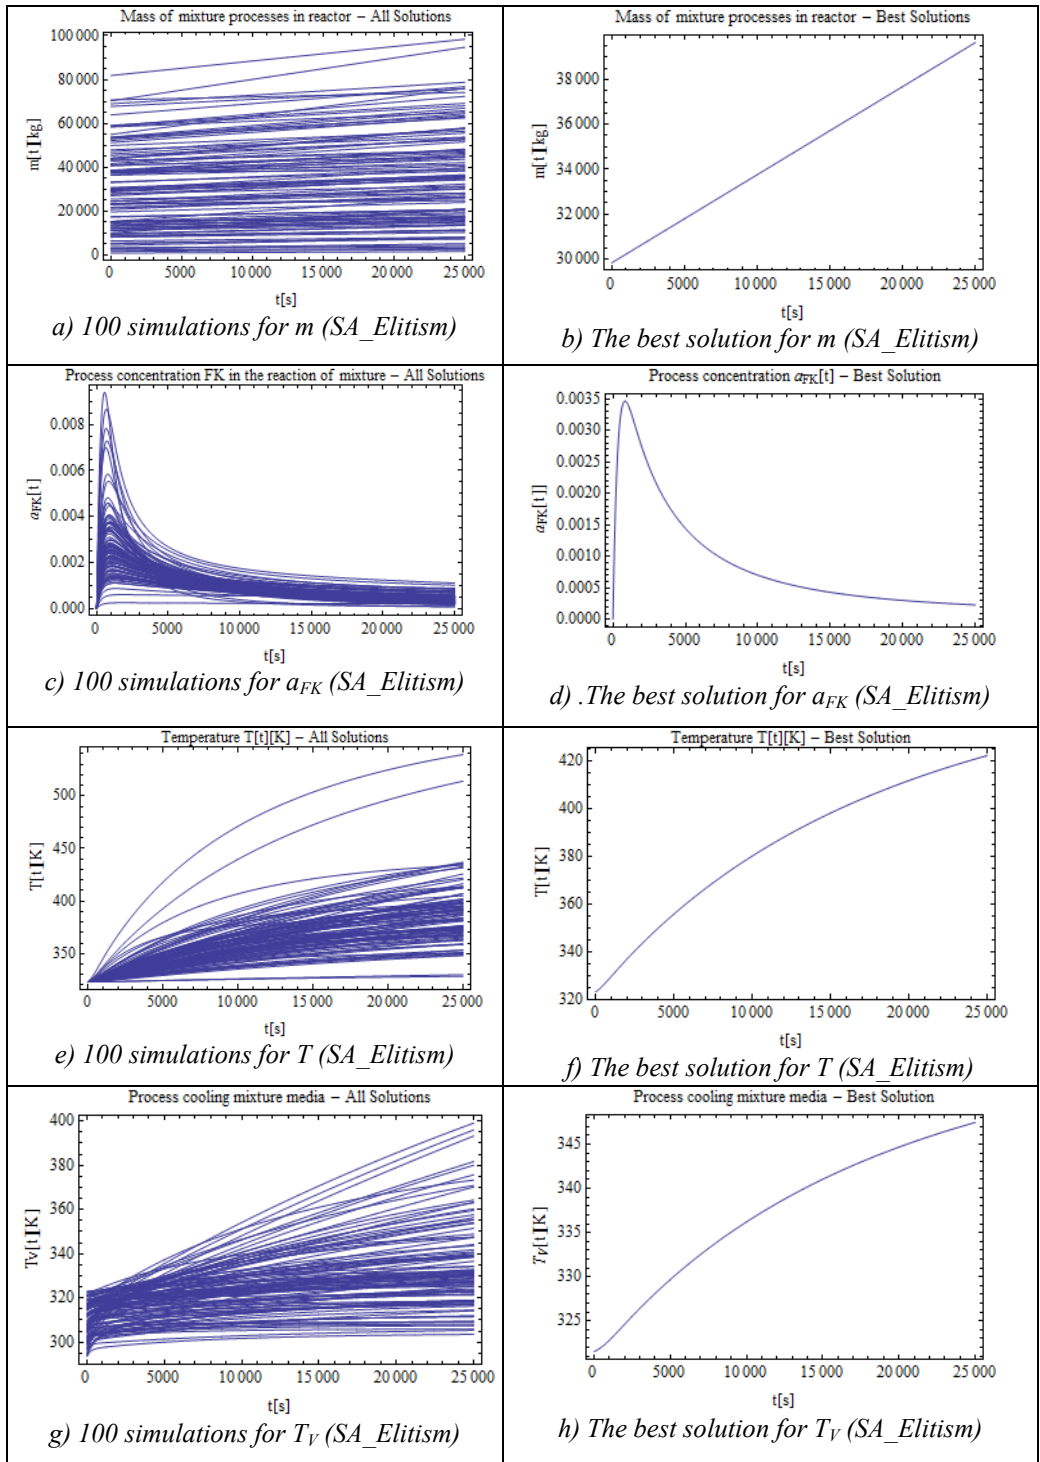 Mass of mixture processes in reactor – All Solutions
100 000
80 000
60 000
40 000
20 000
0
m[t][kg]
0 5000 10 000 15 000 20 000 25 000
t[s]
a) 100 simulations for m (SA_Elitism)
Mass of mixture processes in reactor – Best Solutions
38 000
36 000
34 000
32 000
30 000
m[t][kg]
0 5000 10 000 15 000 20 000 25 000
t[s]
b) The best solution for m (SA_Elitism)
Process concentration FK in the reaction of mixture – All Solutions
0.008
0.006
0.004
0.002
0.000
aFK[t]
0 5000 10 000 15 000 20 000 25 000
t[s]
c) 100 simulations for aFK (SA_Elitism)
Process concentration aFK[t] – Best Solution
0.0035
0.0030
0.0025
0.0020
0.0015
0.0010
0.0005
0.0000
aFK[t]]
0 5000 10 000 15 000 20 000 25 000
t[s]
d) .The best solution for aFK (SA_Elitism)
Temperature T[t][K] – All Solutions
500
450
400
350
T[t][K]
0 5000 10 000 15 000 20 000 25 000
t[s]
e) 100 simulations for T (SA_Elitism)
Temperature T[t][K] – Best Solution
420
400
380
360
340
320
T[t][K]
0 5000 10 000 15 000 20 000 25 000
t[s]
f) The best solution for T (SA_Elitism)
Process cooling mixture media – All Solutions
400
380
360
340
320
300
Tv[t][K]
0 5000 10 000 15 000 20 000 25 000
t[s]
g) 100 simulations for TV (SA_Elitism)
Process cooling mixture media – Best Solution
345
340
335
330
325
TV[t][K]
0 5000 10 000 15 000 20 000 25 000
t[s]
h) The best solution for TV (SA_Elitism)